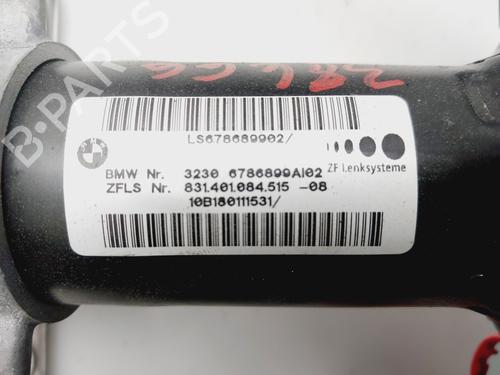 B-PARTS
LS678689902/
BMW Nr. 3230 6786899AI02
ZF Lenksysteme
ZFLS Nr. 831.401.084.515 -08
10B180111531/